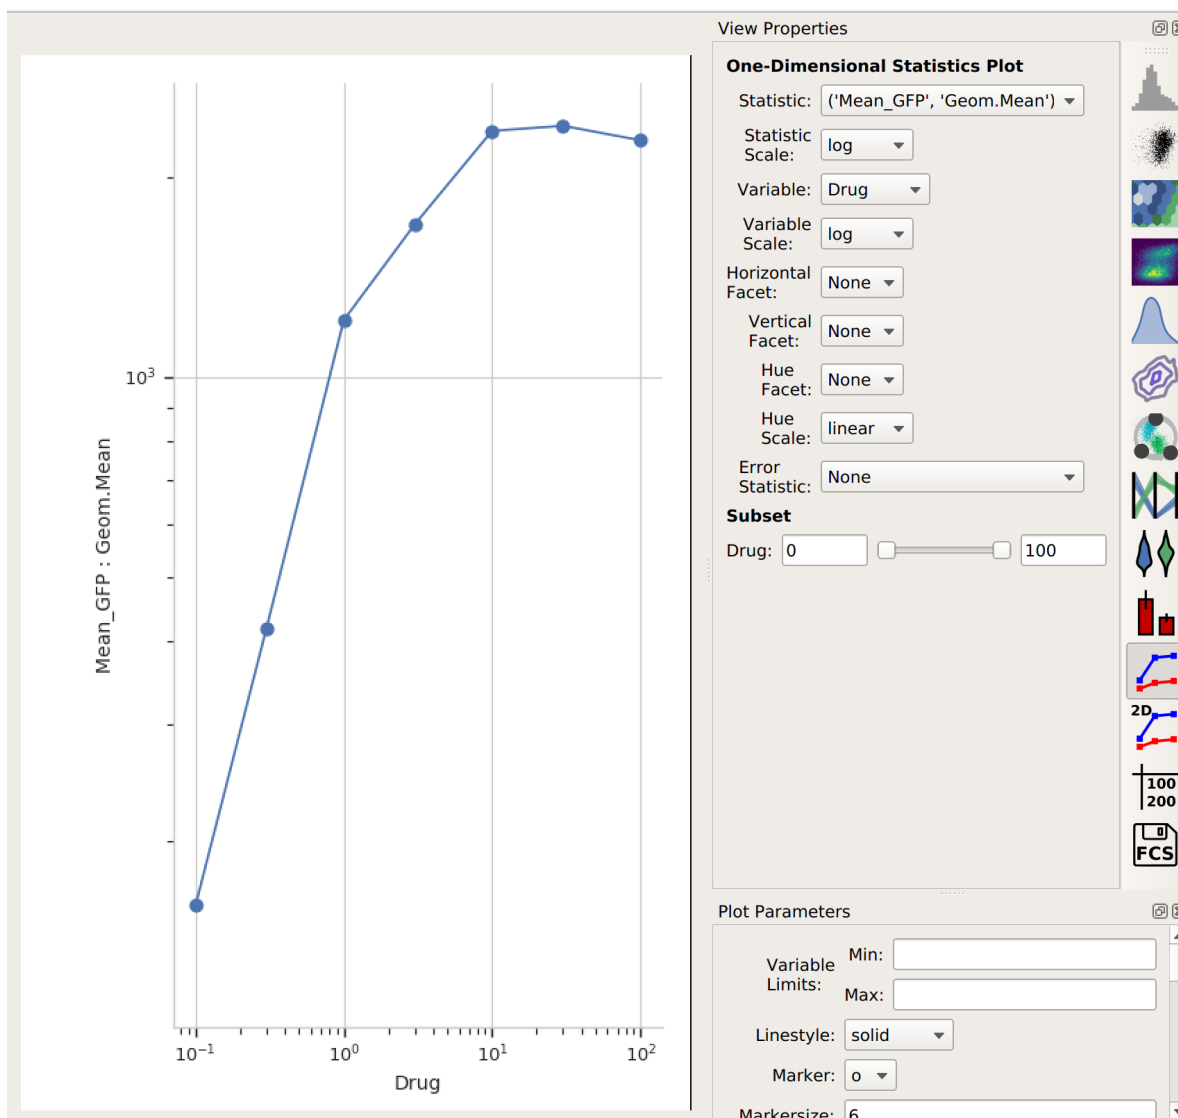 View Properties
One-Dimensional Statistics Plot
Statistic: ('Mean_GFP', 'Geom.Mean')
Statistic
Scale: log
Variable: Drug
Variable
Scale: log
Horizontal
Facet: None
Vertical
Facet: None
Hue
Facet: None
Hue
Scale: linear
Error
Statistic: None
Subset
Drug: 0 100
10³
Mean_GFP : Geom.Mean
10⁻¹ 10⁰ 10¹ 10²
Drug
2D
100
200
FCS
Plot Parameters
Variable
Limits:
Min:
Max:
Linestyle: solid
Marker: o
Markersize: 6